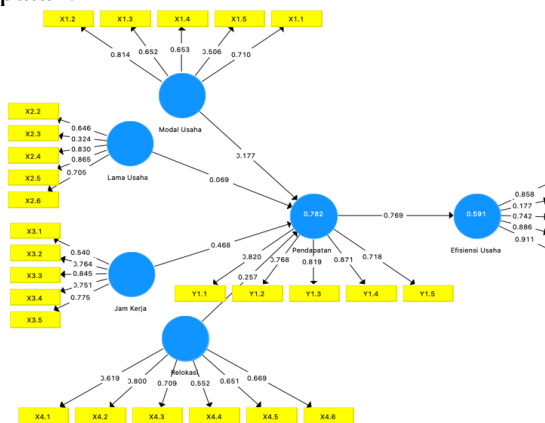 X1.2 X1.3 X1.4 X1.5 X1.1
0.814 0.652 0.653 0.506 0.710
Modal Usaha
X2.2
X2.3
X2.4
X2.5
X2.6
0.646
0.324
0.830
0.865
0.705
Lama Usaha
0.177
0.069
0.468
0.257
X3.1
X3.2
X3.3
X3.4
X3.5
0.540
0.764
0.845
0.751
0.775
Jam Kerja
0.782
Pendapatan
0.769
0.591
Efisiensi Usaha
0.858
0.177
0.742
0.886
0.911
0.820 0.768 0.819 0.871 0.718
Y1.1 Y1.2 Y1.3 Y1.4 Y1.5
Relokasi
0.619 0.800 0.709 0.552 0.651 0.669
X4.1 X4.2 X4.3 X4.4 X4.5 X4.6